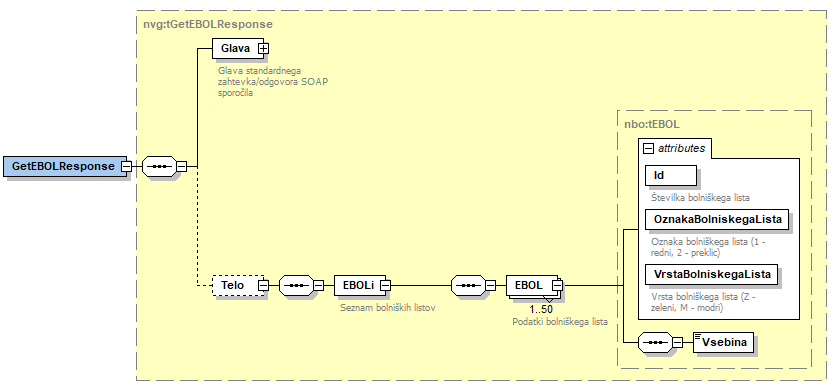 nvg:tGetEBOLResponse
Glava
Glava standardnega
zahtevka/odgovora SOAP
sporočila
GetEBOLResponse
Telo
EBOLi
Seznam bolniških listov
EBOL
1..50
Podatki bolniškega lista
nbo:tEBOL
attributes
Id
Številka bolniškega lista
OznakaBolniskegaLista
Oznaka bolniškega lista (1 -
redni, 2 - preklic)
VrstaBolniskegaLista
Vrsta bolniškega lista (Z -
zeleni, M - modri)
Vsebina